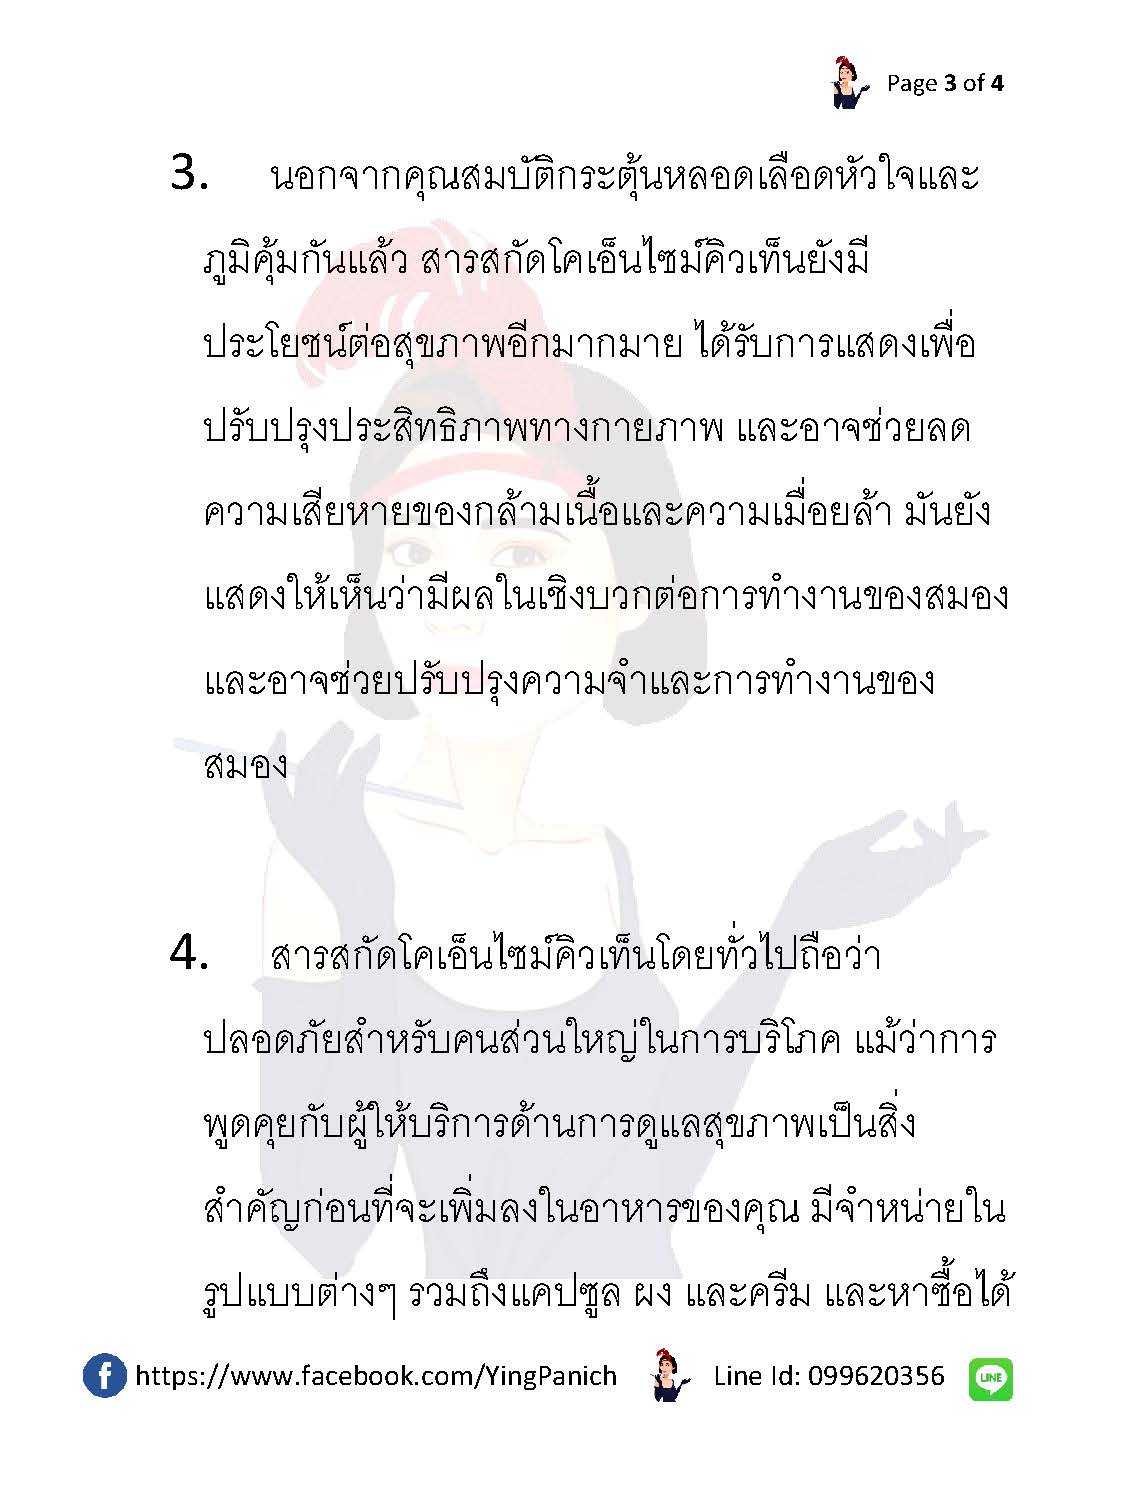 Page 3 of 4
3. นอกจากคุณสมบัติกระตุ้นหลอดเลือดหัวใจและ
ภูมิคุ้มกันแล้ว สารสกัดโคเอ็นไซม์คิวเท็นยังมี
ประโยชน์ต่อสุขภาพอีกมากมาย ได้รับการแสดงเพื่อ
ปรับปรุงประสิทธิภาพทางกายภาพ และอาจช่วยลด
ความเสียหายของกล้ามเนื้อและความเมื่อยล้า มันยัง
แสดงให้เห็นว่ามีผลในเชิงบวกต่อการทำงานของสมอง
และอาจช่วยปรับปรุงความจำและการทำงานของ
สมอง
4. สารสกัดโคเอ็นไซม์คิวเท็นโดยทั่วไปถือว่า
ปลอดภัยสำหรับคนส่วนใหญ่ในการบริโภค แม้ว่าการ
พูดคุยกับผู้ให้บริการด้านการดูแลสุขภาพเป็นสิ่ง
สำคัญก่อนที่จะเพิ่มลงในอาหารของคุณ มีจำหน่ายใน
รูปแบบต่างๆ รวมถึงแคปซูล ผง และครีม และหาซื้อได้
https://www.facebook.com/YingPanich Line Id: 099620356 LINE